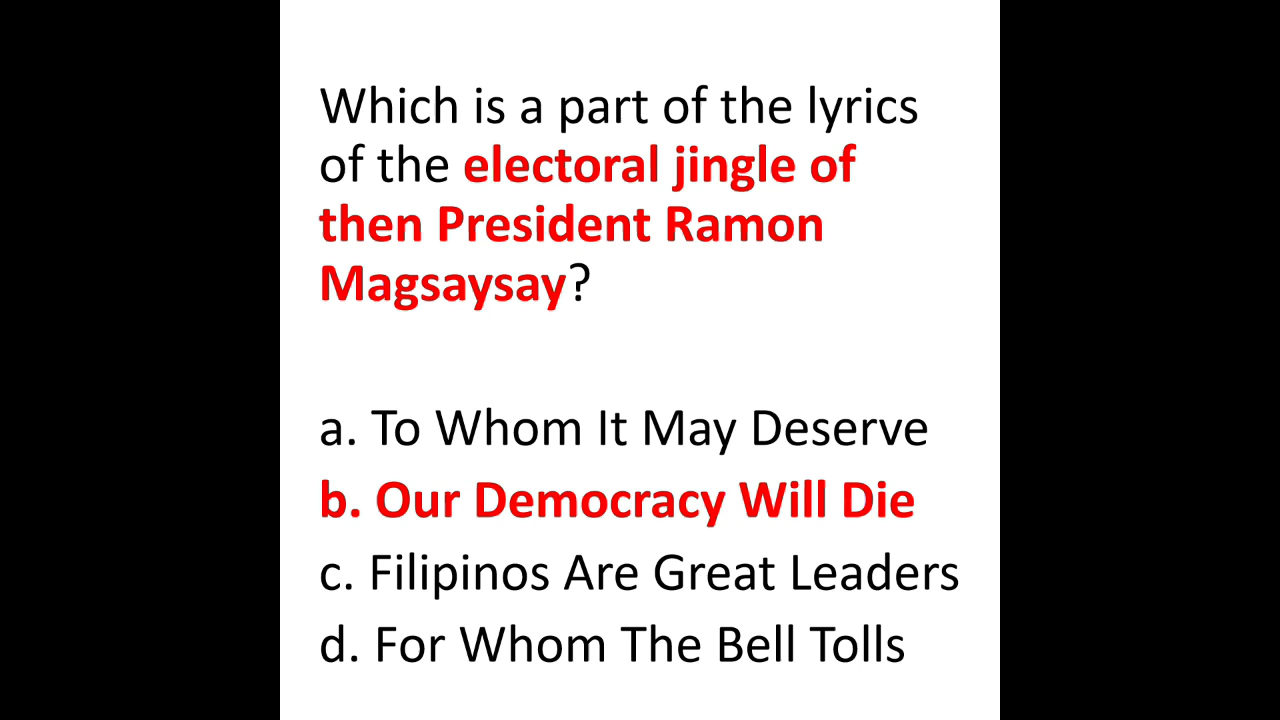 Which is a part of the lyrics
of the electoral jingle of
then President Ramon
Magsaysay?
a. To Whom It May Deserve
b. Our Democracy Will Die
c. Filipinos Are Great Leaders
d. For Whom The Bell Tolls